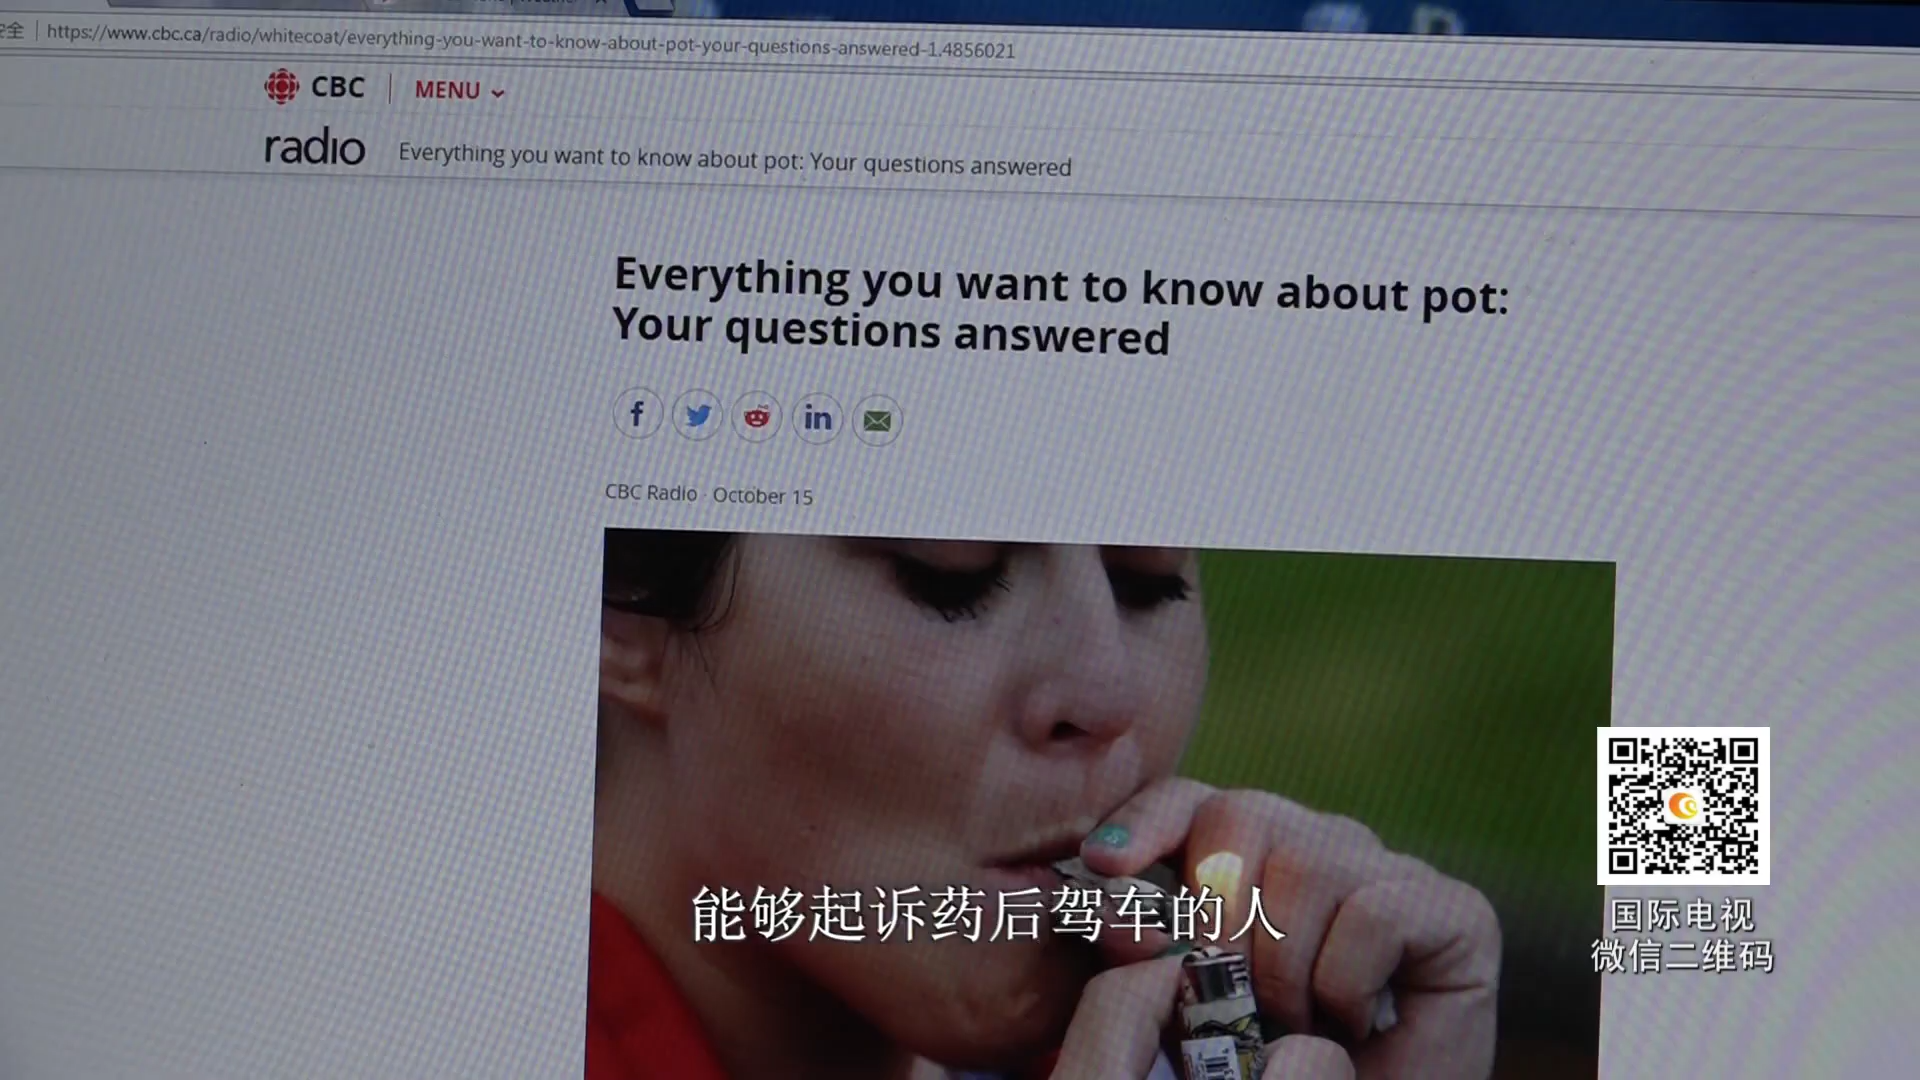 https://www.cbc.ca/radio/whitecoat/everything-you-want-to-know-about-pot-your-questions-answered-1.4856021
CBC | MENU
radio Everything you want to know about pot: Your questions answered
Everything you want to know about pot:
Your questions answered
f in
CBC Radio · October 15
能够起诉药后驾车的人
国际电视
微信二维码